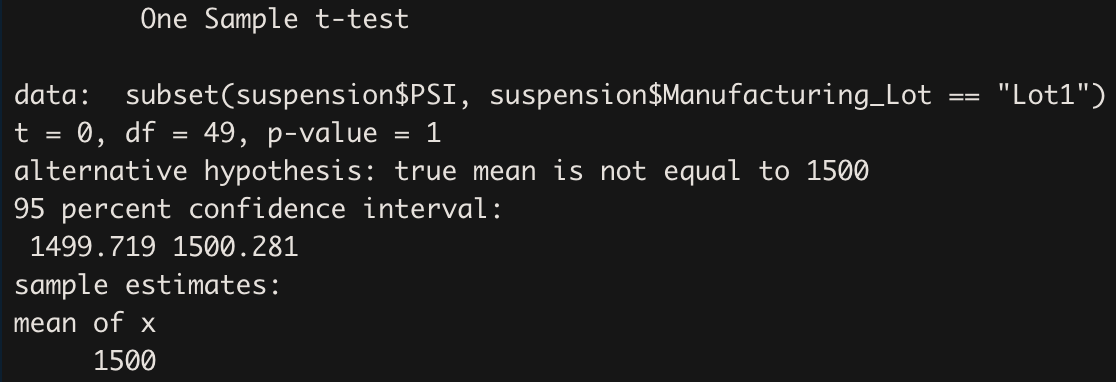 One Sample t-test
data:  subset(suspension$PSI, suspension$Manufacturing_Lot == "Lot1")
t = 0, df = 49, p-value = 1
alternative hypothesis: true mean is not equal to 1500
95 percent confidence interval:
1499.719 1500.281
sample estimates:
mean of x
1500